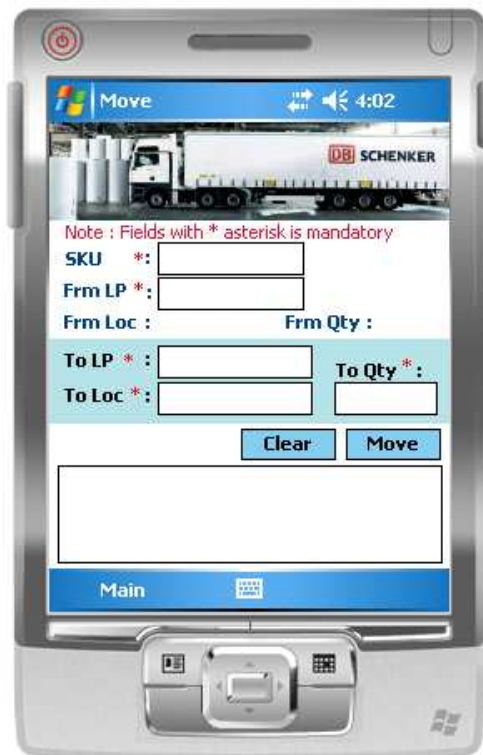 Move 4:02
DB SCHENKER
Note : Fields with * asterisk is mandatory
SKU *:
Frm LP *:
Frm Loc : Frm Qty :
To LP * :
To Qty * :
To Loc * :
Clear Move
Main